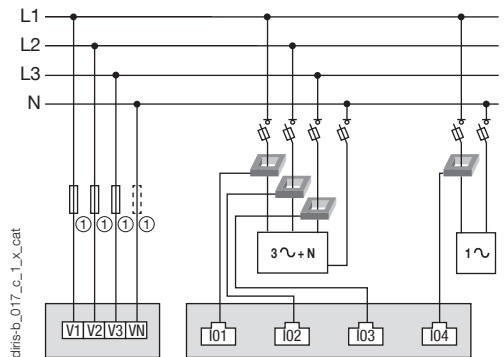 L1
L2
L3
N
① ① ① ①
3 ∿ + N
1 ∿
V1 V2 V3 VN
I01 I02 I03 I04
diris-b_017_c_1_x_cat